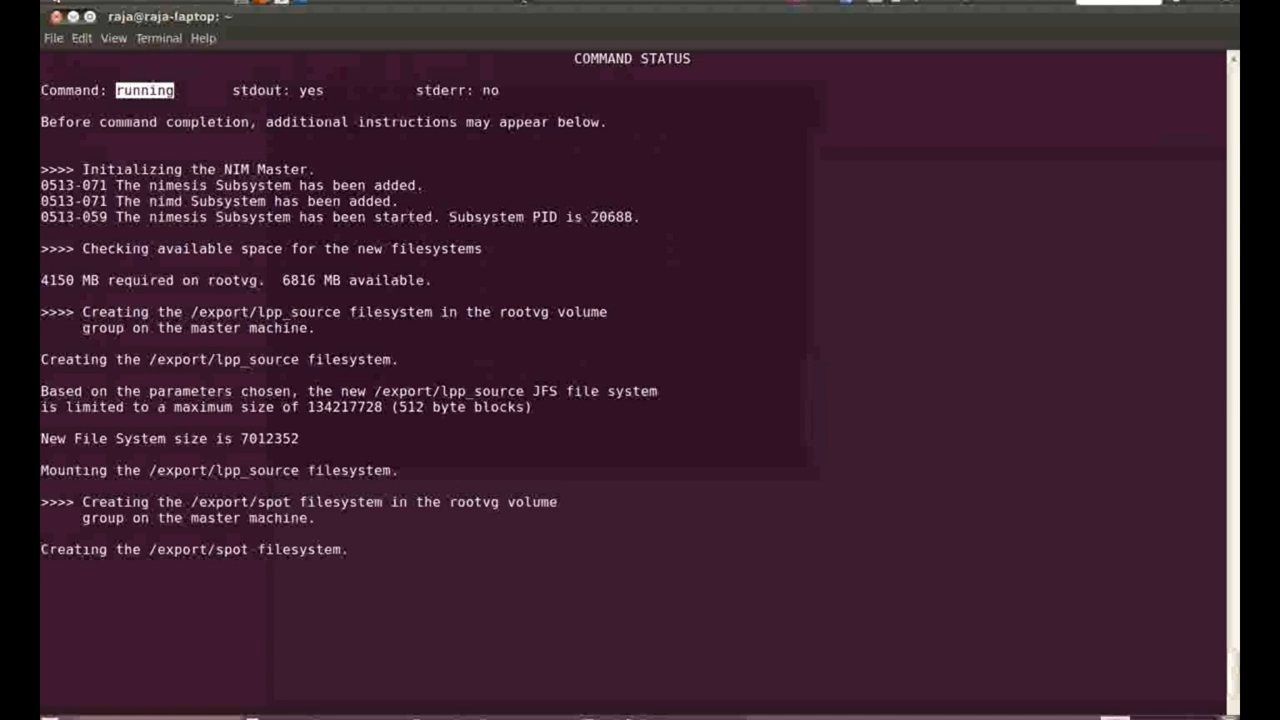 raja@raja-laptop: ~
File Edit View Terminal Help
COMMAND STATUS
Command: running stdout: yes stderr: no
Before command completion, additional instructions may appear below.
>>>> Initializing the NIM Master.
0513-071 The nimesis Subsystem has been added.
0513-071 The nimd Subsystem has been added.
0513-059 The nimesis Subsystem has been started. Subsystem PID is 20688.
>>>> Checking available space for the new filesystems
4150 MB required on rootvg. 6816 MB available.
>>>> Creating the /export/lpp_source filesystem in the rootvg volume
group on the master machine.
Creating the /export/lpp_source filesystem.
Based on the parameters chosen, the new /export/lpp_source JFS file system
is limited to a maximum size of 134217728 (512 byte blocks)
New File System size is 7012352
Mounting the /export/lpp_source filesystem.
>>>> Creating the /export/spot filesystem in the rootvg volume
group on the master machine.
Creating the /export/spot filesystem.